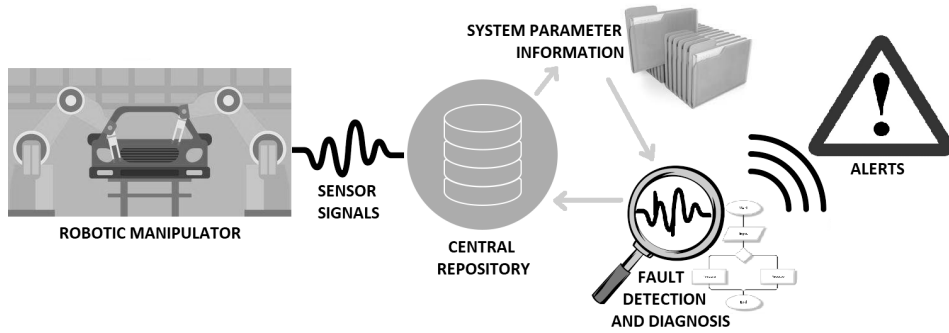 SYSTEM PARAMETER
INFORMATION
ROBOTIC MANIPULATOR
SENSOR
SIGNALS
CENTRAL
REPOSITORY
ALERTS
FAULT
DETECTION
AND DIAGNOSIS